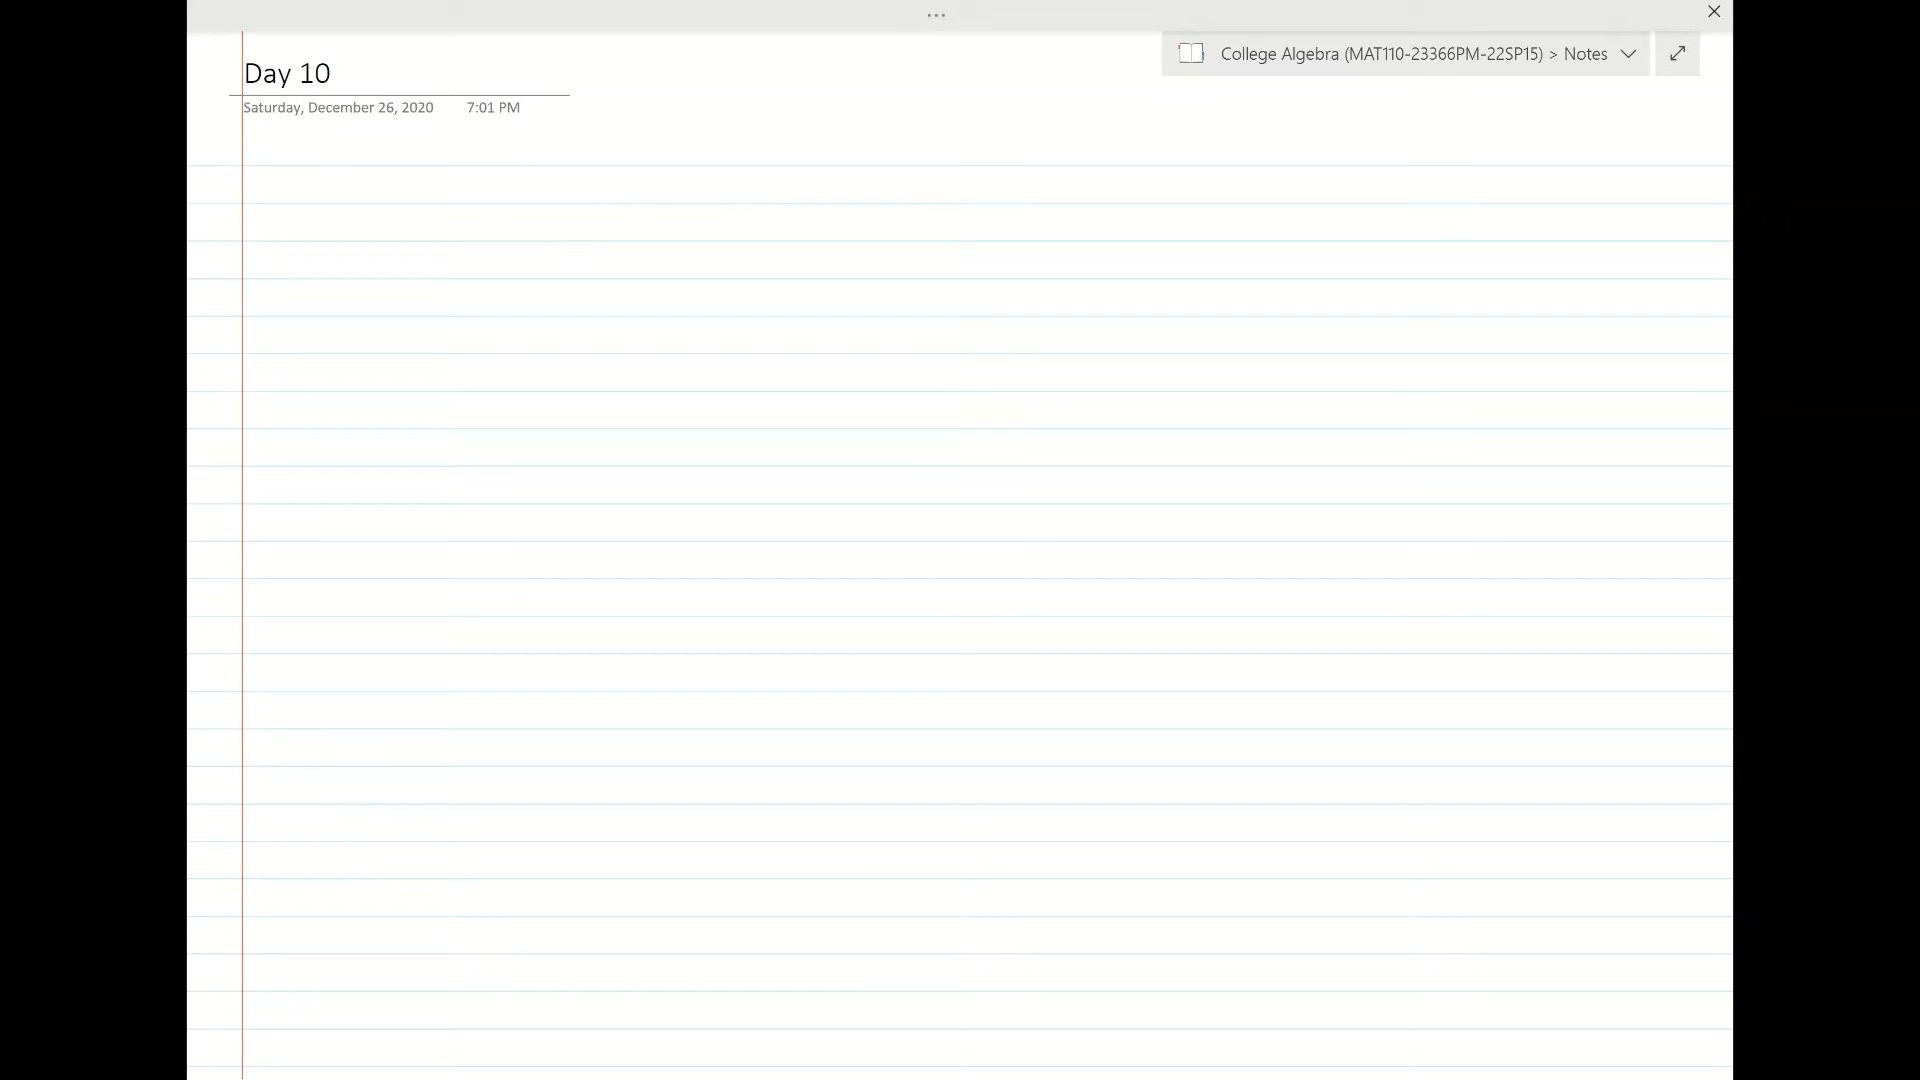 College Algebra (MAT110-23366PM-22SP15) > Notes
Day 10
Saturday, December 26, 2020 7:01 PM